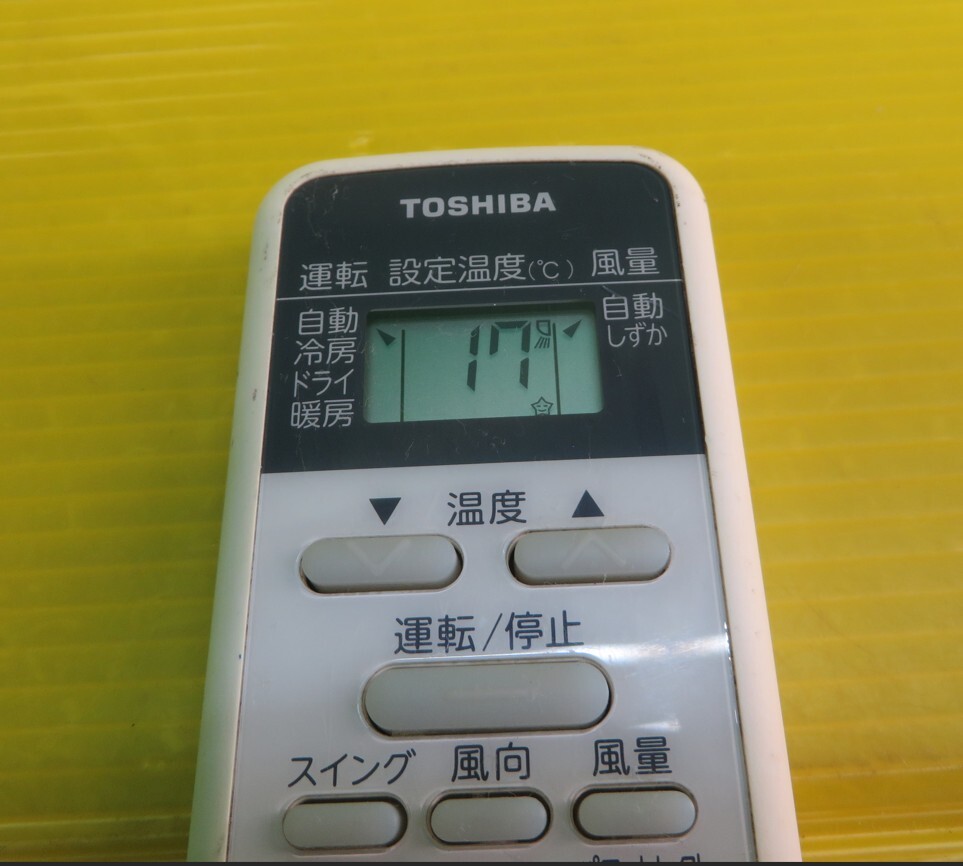 TOSHIBA
運転 設定温度(℃) 風量
自動
冷房
ドライ
暖房
17
自動
しずか
▼ 温度 ▲
運転/停止
スイング 風向 風量